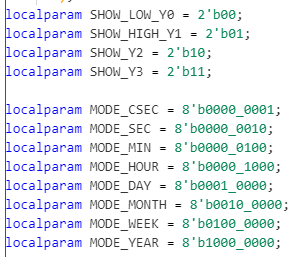 localparam SHOW_LOW_Y0 = 2'b00;
localparam SHOW_HIGH_Y1 = 2'b01;
localparam SHOW_Y2 = 2'b10;
localparam SHOW_Y3 = 2'b11;
localparam MODE_CSEC = 8'b0000_0001;
localparam MODE_SEC = 8'b0000_0010;
localparam MODE_MIN = 8'b0000_0100;
localparam MODE_HOUR = 8'b0000_1000;
localparam MODE_DAY = 8'b0001_0000;
localparam MODE_MONTH = 8'b0010_0000;
localparam MODE_WEEK = 8'b0100_0000;
localparam MODE_YEAR = 8'b1000_0000;